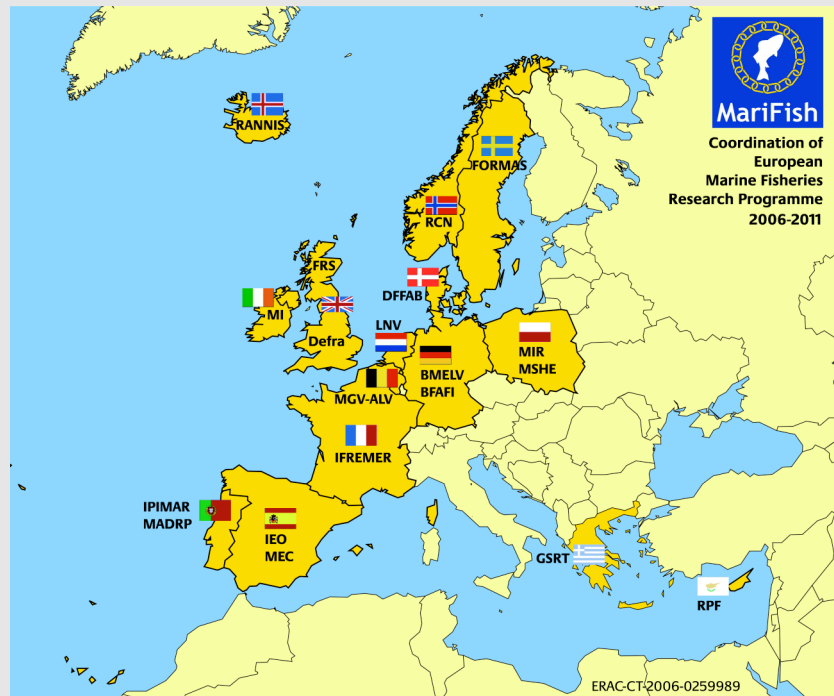 MariFish
Coordination of
European
Marine Fisheries
Research Programme
2006-2011
RANNIS
FORMAS
RCN
FRS
DFFAB
MI
LNV
Defra
MIR
MSHE
BMELV
BFAFI
MGV-ALV
IFREMER
IPIMAR
MADRP
IEO
MEC
GSRT
RPF
ERAC-CT-2006-0259989